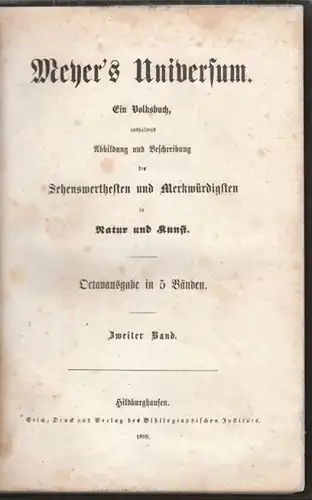 Meyer's Universum.
Ein Volksbuch,
enthaltend
Abbildung und Beschreibung
des
Sehenswerthesten und Merkwürdigsten
in
Natur und Kunst.
Octavausgabe in 5 Bänden.
Zweiter Band.
Hildburghausen.
Stich, Druck und Verlag des Bibliographischen Instituts.